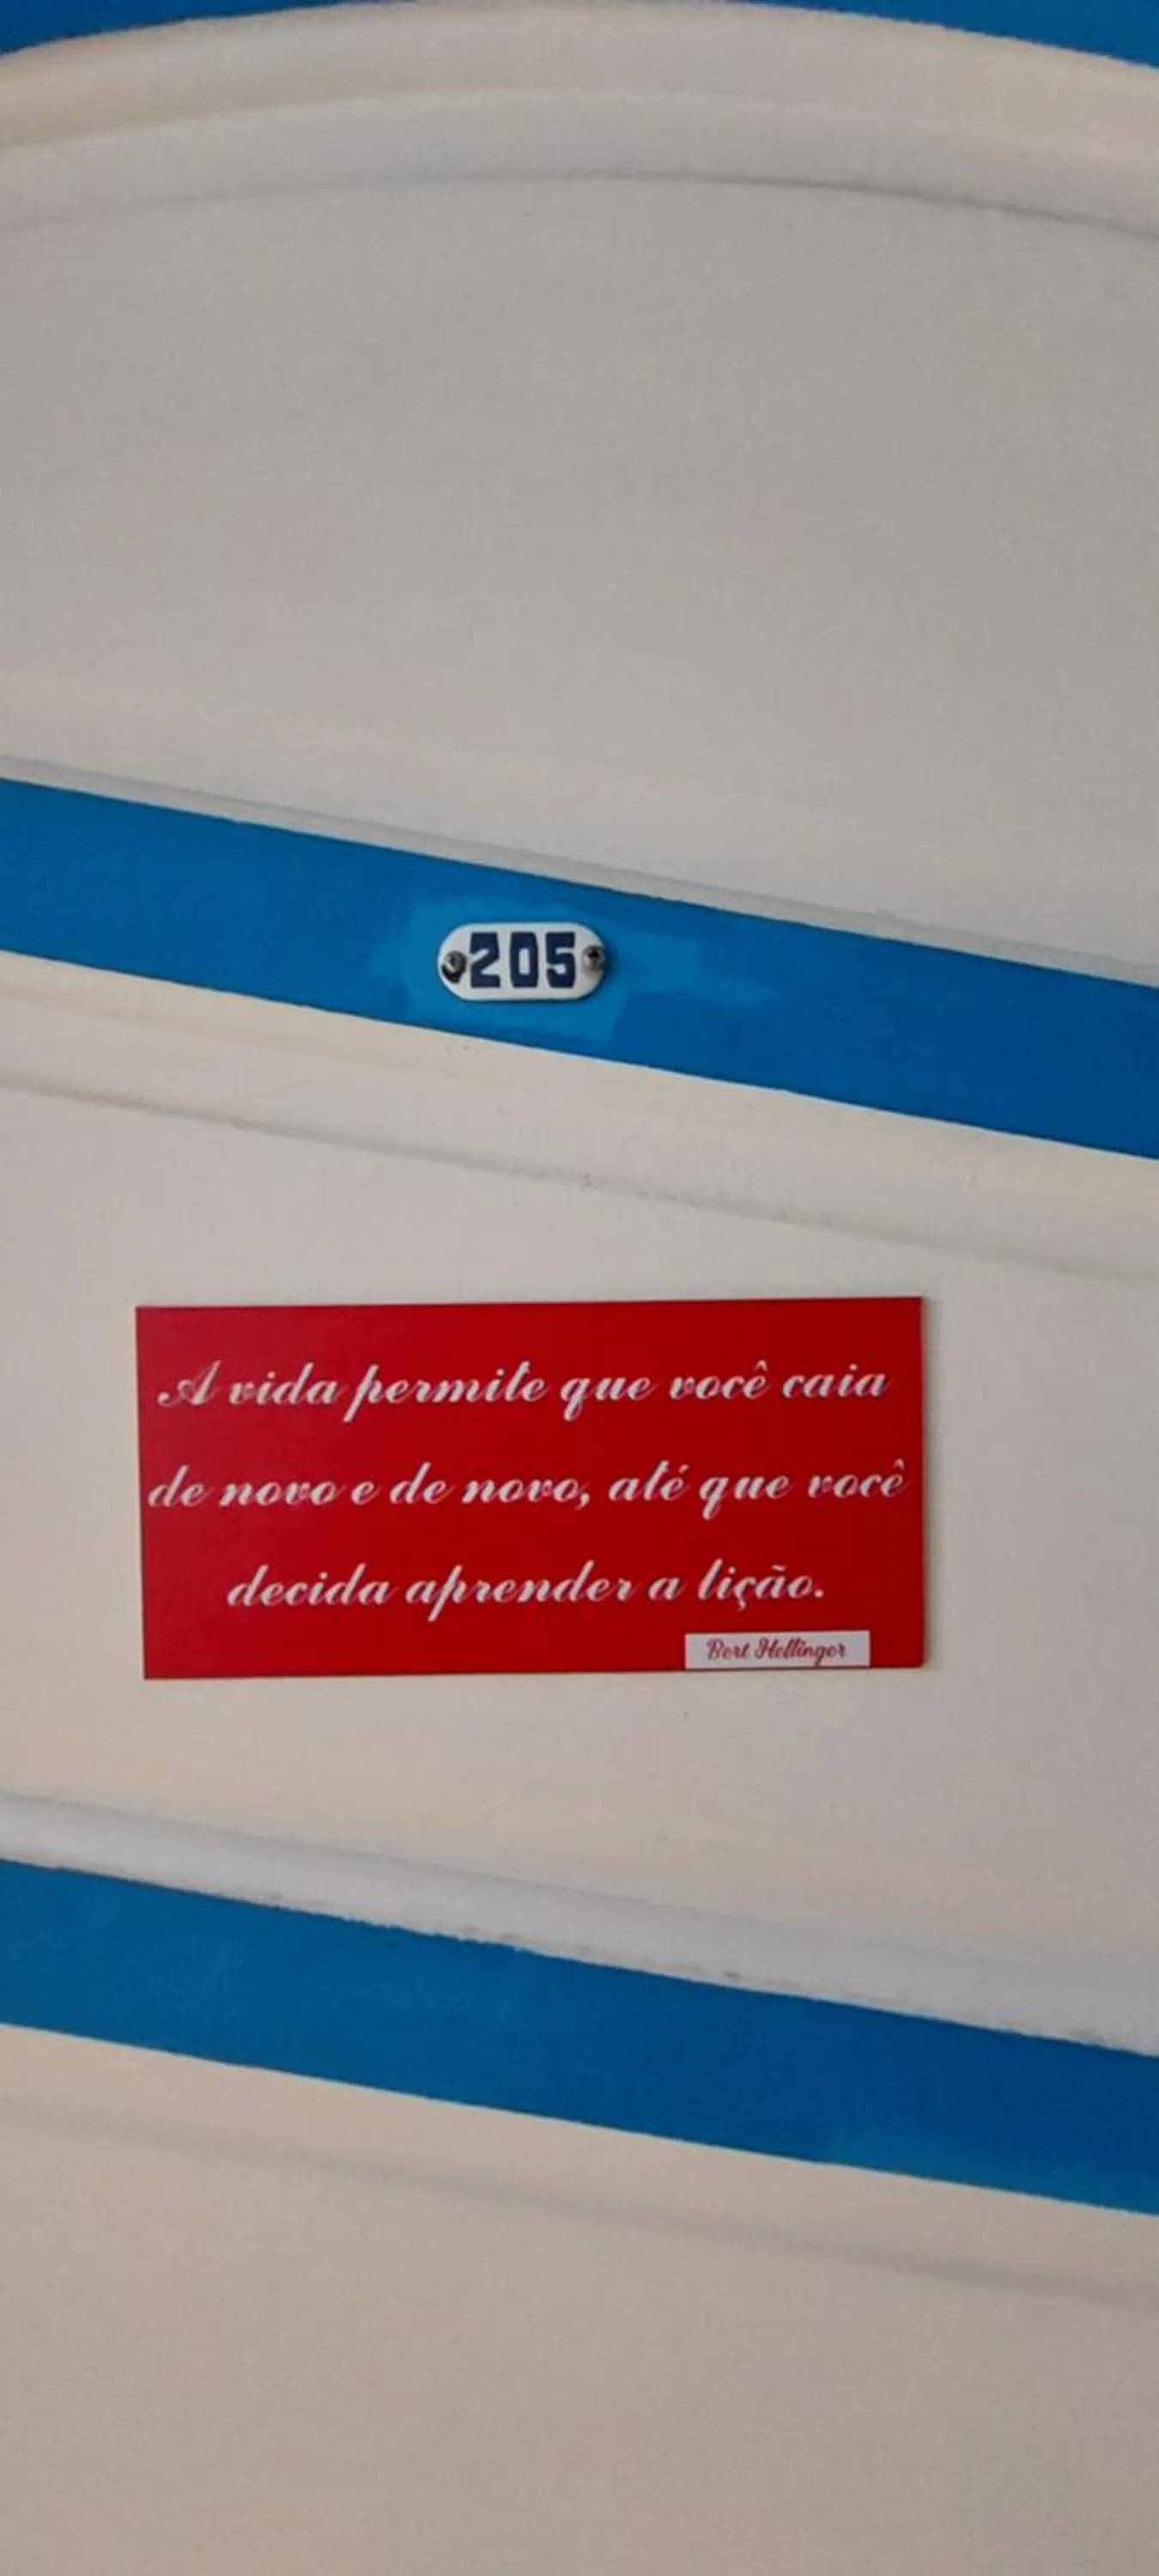 205
A vida permite que você caia
de novo e de novo, até que você
decida aprender a lição.
Bert Hellinger